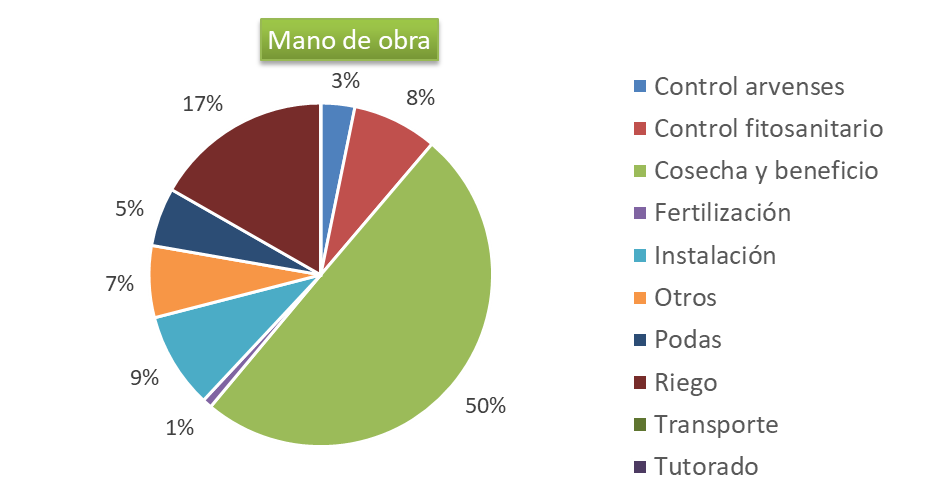 Mano de obra
3%
8%
17%
5%
7%
9%
1%
50%
Control arvenses
Control fitosanitario
Cosecha y beneficio
Fertilización
Instalación
Otros
Podas
Riego
Transporte
Tutorado